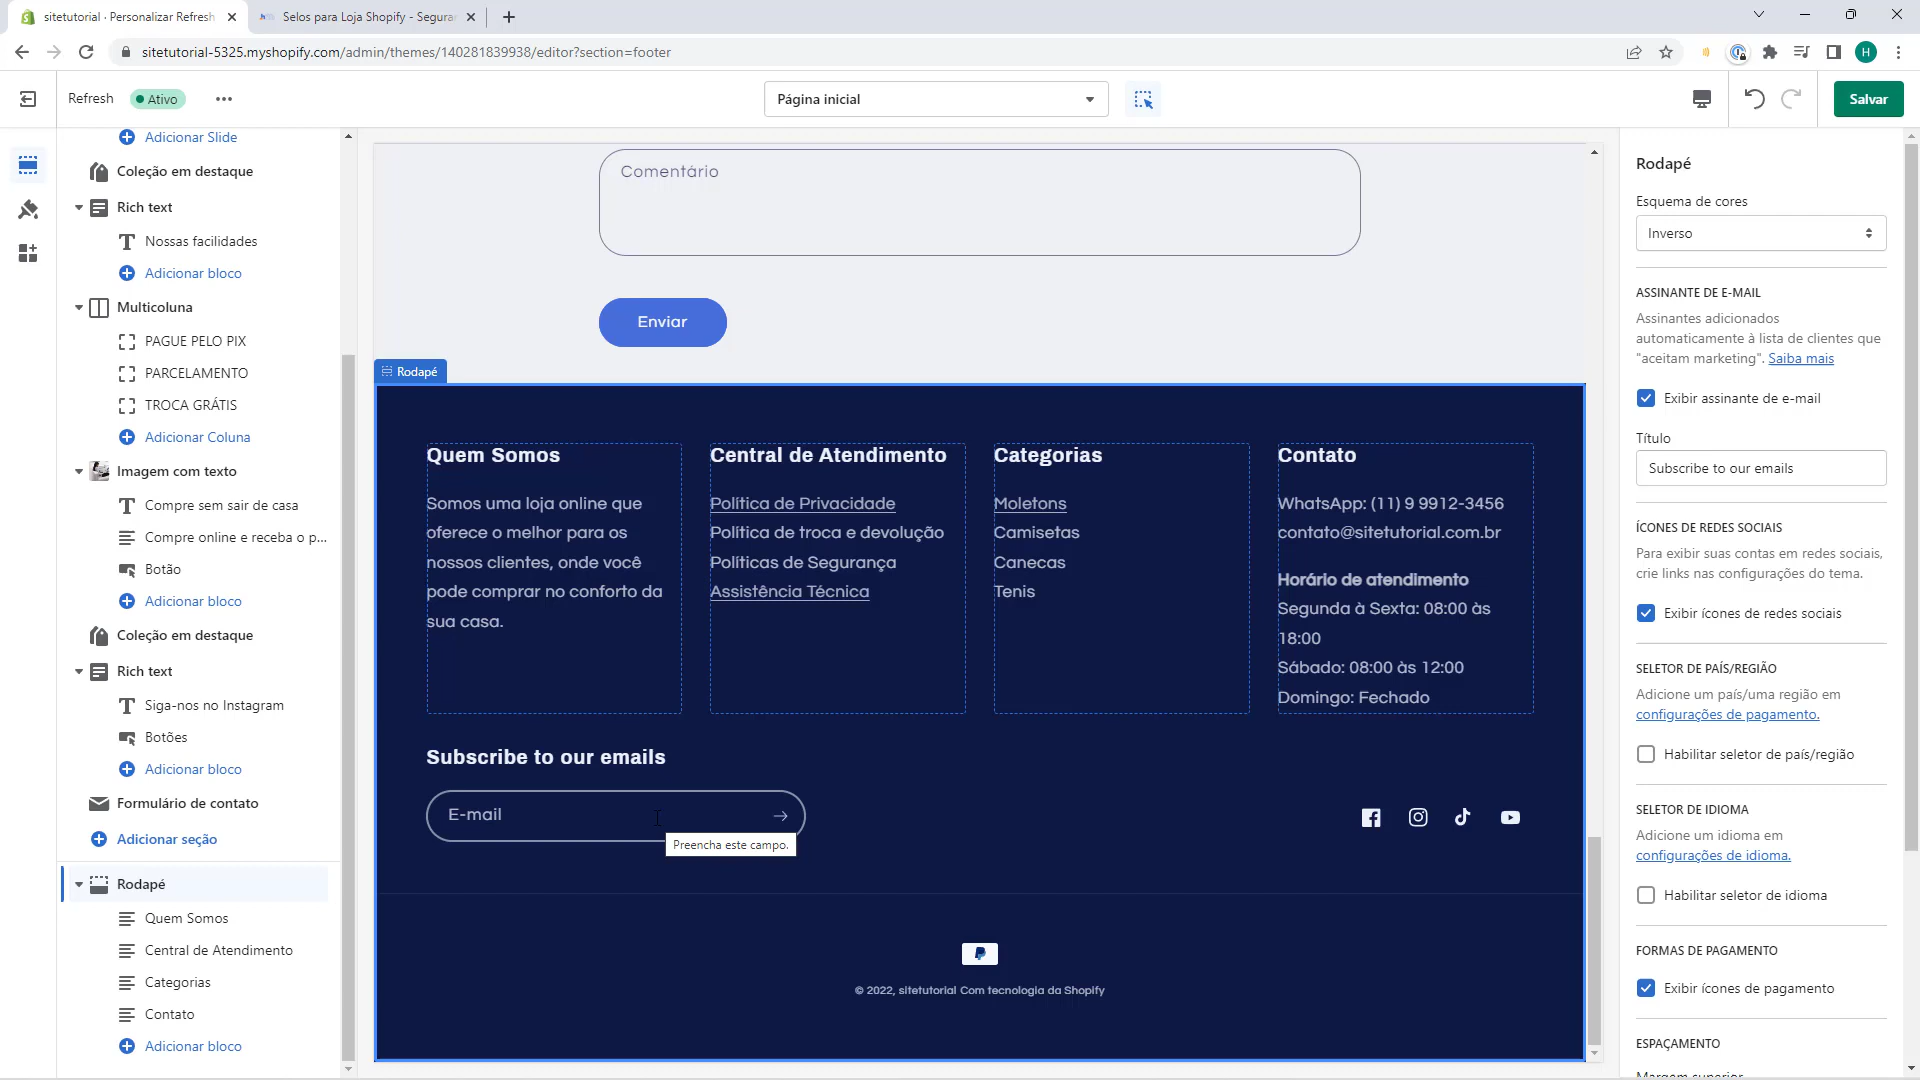 sitetutorial · Personalizar Refresh
Selos para Loja Shopify - Segura
sitetutorial-5325.myshopify.com/admin/themes/140281839938/editor?section=footer
H
Refresh
Ativo
Página inicial
Salvar
Adicionar Slide
Coleção em destaque
Rich text
Nossas facilidades
Adicionar bloco
Multicoluna
PAGUE PELO PIX
PARCELAMENTO
TROCA GRÁTIS
Adicionar Coluna
Imagem com texto
Compre sem sair de casa
Compre online e receba o p...
Botão
Adicionar bloco
Coleção em destaque
Rich text
Siga-nos no Instagram
Botões
Adicionar bloco
Formulário de contato
Adicionar seção
Rodapé
Quem Somos
Central de Atendimento
Categorias
Contato
Adicionar bloco
Comentário
Enviar
Rodapé
Quem Somos
Somos uma loja online que
oferece o melhor para os
nossos clientes, onde você
pode comprar no conforto da
sua casa.
Central de Atendimento
Política de Privacidade
Política de troca e devolução
Políticas de Segurança
Assistência Técnica
Categorias
Moletons
Camisetas
Canecas
Tenis
Contato
WhatsApp: (11) 9 9912-3456
contato@sitetutorial.com.br
Horário de atendimento
Segunda à Sexta: 08:00 às
18:00
Sábado: 08:00 às 12:00
Domingo: Fechado
Subscribe to our emails
E-mail
Preencha este campo.
© 2022, sitetutorial Com tecnologia da Shopify
Rodapé
Esquema de cores
Inverso
ASSINANTE DE E-MAIL
Assinantes adicionados
automaticamente à lista de clientes que
"aceitam marketing". Saiba mais
Exibir assinante de e-mail
Título
Subscribe to our emails
ÍCONES DE REDES SOCIAIS
Para exibir suas contas em redes sociais,
crie links nas configurações do tema.
Exibir ícones de redes sociais
SELETOR DE PAÍS/REGIÃO
Adicione um país/uma região em
configurações de pagamento.
Habilitar seletor de país/região
SELETOR DE IDIOMA
Adicione um idioma em
configurações de idioma.
Habilitar seletor de idioma
FORMAS DE PAGAMENTO
Exibir ícones de pagamento
ESPAÇAMENTO
Margem superior